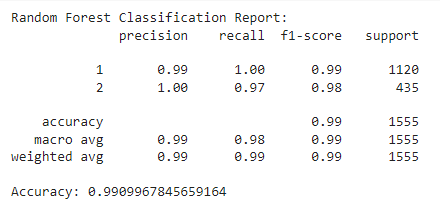 Random Forest Classification Report:
precision recall f1-score support
1 0.99 1.00 0.99 1120
2 1.00 0.97 0.98 435
accuracy 0.99 1555
macro avg 0.99 0.98 0.99 1555
weighted avg 0.99 0.99 0.99 1555
Accuracy: 0.9909967845659164